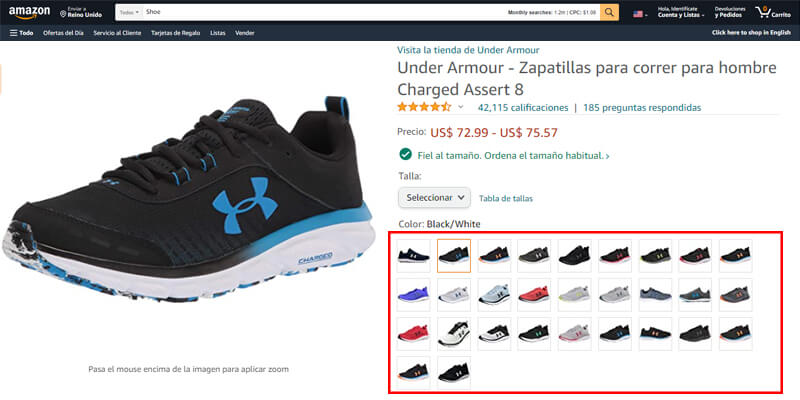 amazon
Enviar a
Reino Unido
Todos
Shoe
Monthly searches: 1.2m | CPC: $1.08
Hola, Identifícate
Cuenta y Listas
Devoluciones
y Pedidos
0
Carrito
Todo
Ofertas del Día
Servicio al Cliente
Tarjetas de Regalo
Listas
Vender
Click here to shop in English
Visita la tienda de Under Armour
Under Armour - Zapatillas para correr para hombre
Charged Assert 8
42,115 calificaciones | 185 preguntas respondidas
Precio: US$ 72.99 - US$ 75.57
Fiel al tamaño. Ordena el tamaño habitual. ›
Talla:
Seleccionar
Tabla de tallas
Color: Black/White
CHARGED
Pasa el mouse encima de la imagen para aplicar zoom